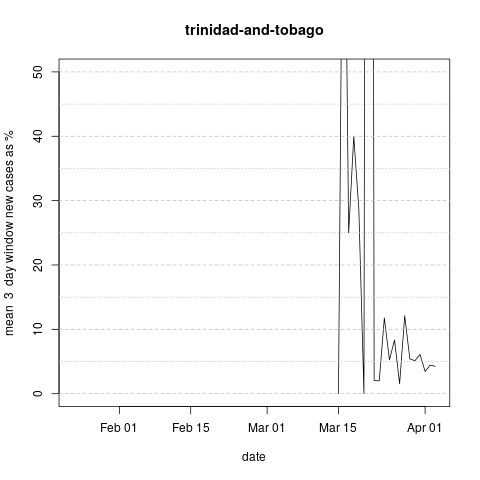 trinidad-and-tobago
mean 3 day window new cases as %
50
40
30
20
10
0
Feb 01 Feb 15 Mar 01 Mar 15 Apr 01
date